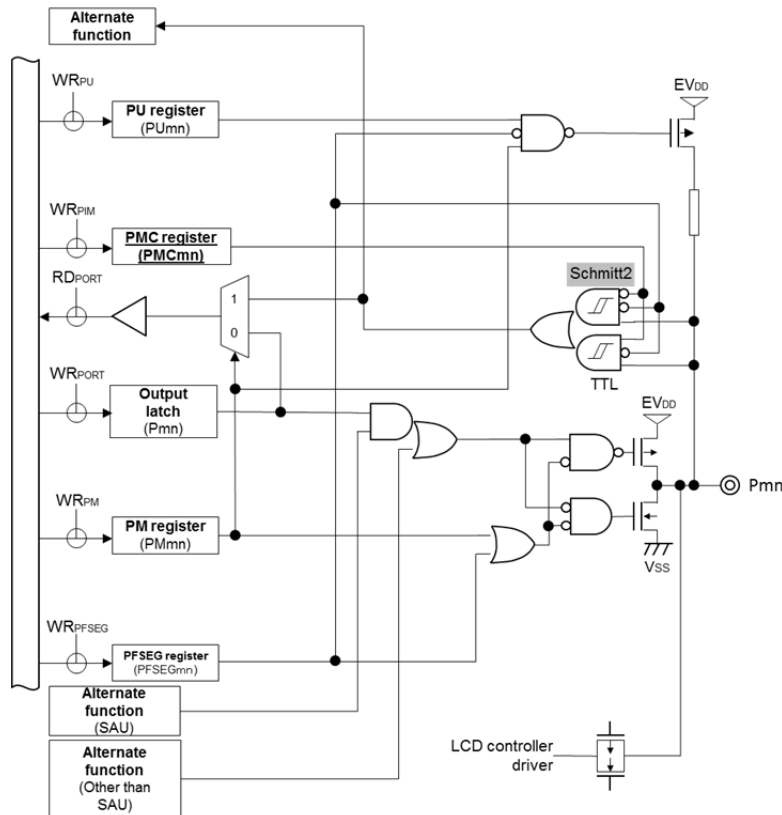 Alternate
function
WRPU
PU register
(PUmn)
EVDD
WRPIM
PMC register
(PMCmn)
RDPORT
1
0
Schmitt2
TTL
WRPORT
Output
latch
(Pmn)
EVDD
Pmn
WRPM
PM register
(PMmn)
VSS
WRPFSEG
PFSEG register
(PFSEGmn)
Alternate
function
(SAU)
Alternate
function
(Other than
SAU)
LCD controller
driver